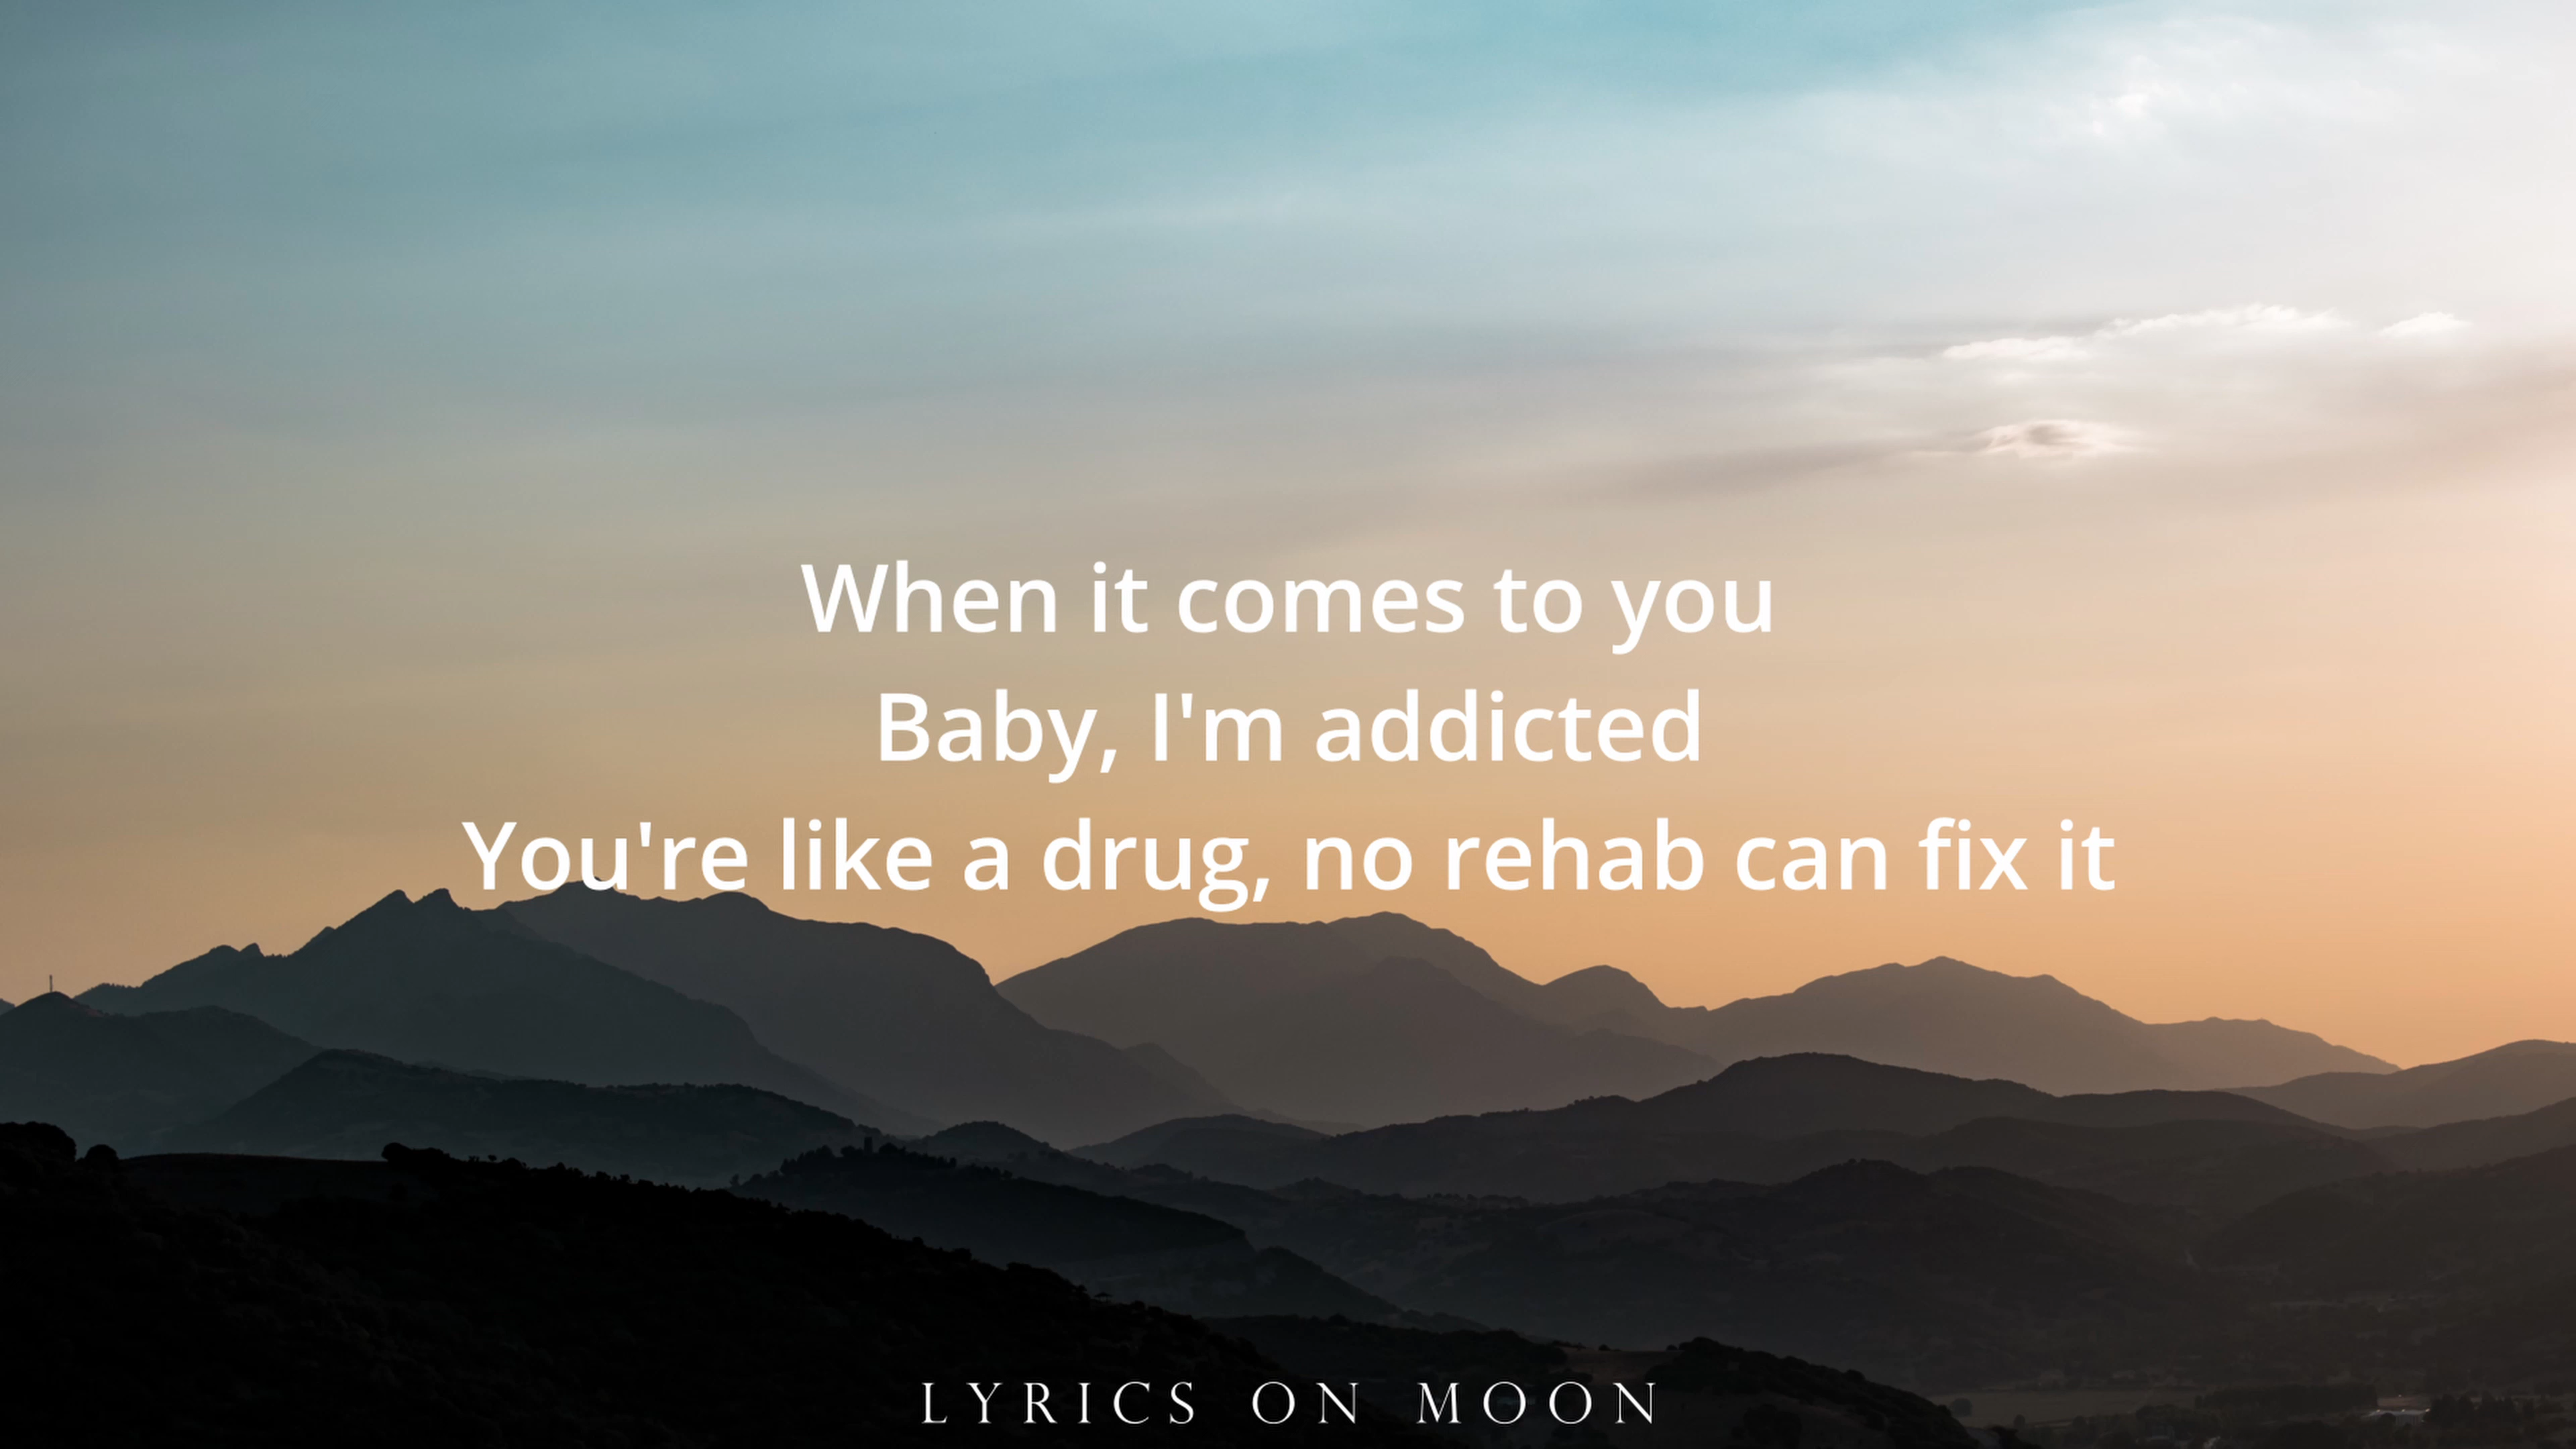 When it comes to you
Baby, I'm addicted
You're like a drug, no rehab can fix it
LYRICS ON MOON